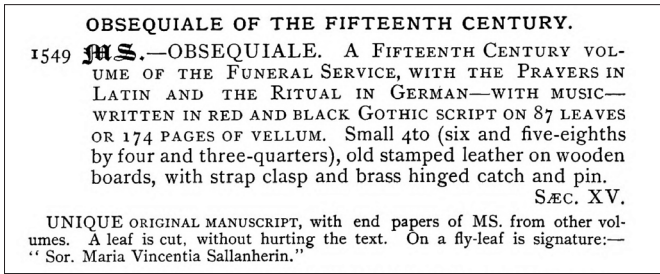 OBSEQUIALE OF THE FIFTEENTH CENTURY.
1549 MS.—OBSEQUIALE. A FIFTEENTH CENTURY VOL-
UME OF THE FUNERAL SERVICE, WITH THE PRAYERS IN
LATIN AND THE RITUAL IN GERMAN—WITH MUSIC—
WRITTEN IN RED AND BLACK GOTHIC SCRIPT ON 87 LEAVES
OR 174 PAGES OF VELLUM. Small 4to (six and five-eighths
by four and three-quarters), old stamped leather on wooden
boards, with strap clasp and brass hinged catch and pin.
SÆC. XV.
UNIQUE ORIGINAL MANUSCRIPT, with end papers of MS. from other vol-
umes. A leaf is cut, without hurting the text. On a fly-leaf is signature:—
“ Sor. Maria Vincentia Sallanherin.”